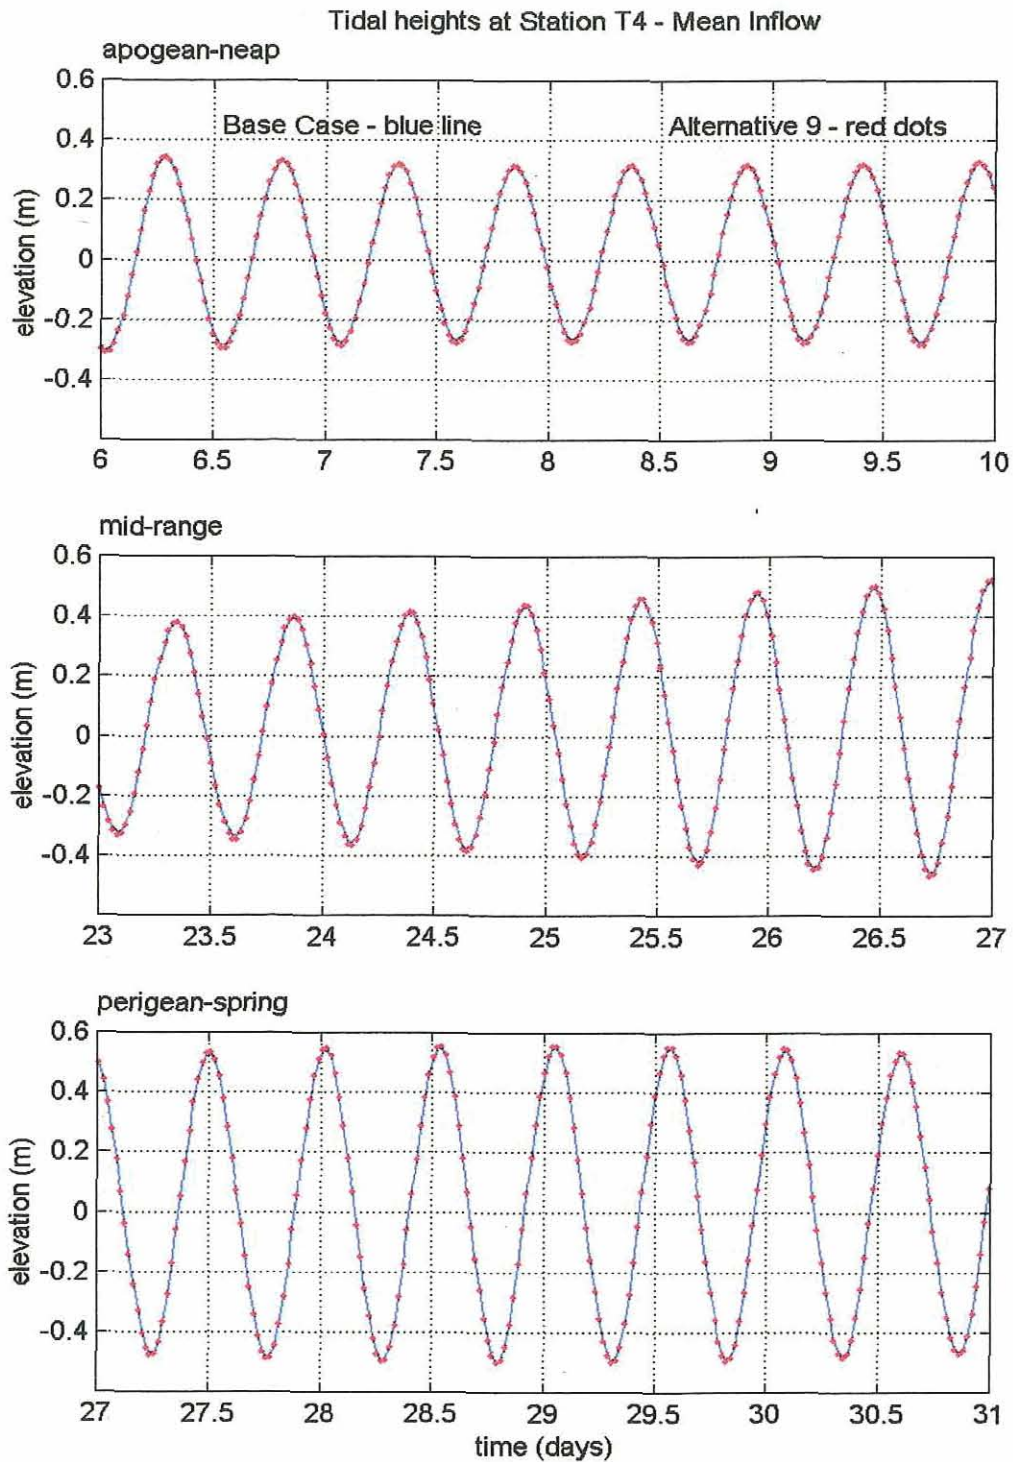 Tidal heights at Station T4 - Mean Inflow
apogean-neap
0.6
Base Case - blue line Alternative 9 - red dots
0.4
0.2
0
-0.2
-0.4
elevation (m)
6 6.5 7 7.5 8 8.5 9 9.5 10
mid-range
0.6
0.4
0.2
0
-0.2
-0.4
elevation (m)
23 23.5 24 24.5 25 25.5 26 26.5 27
perigean-spring
0.6
0.4
0.2
0
-0.2
-0.4
elevation (m)
27 27.5 28 28.5 29 29.5 30 30.5 31
time (days)